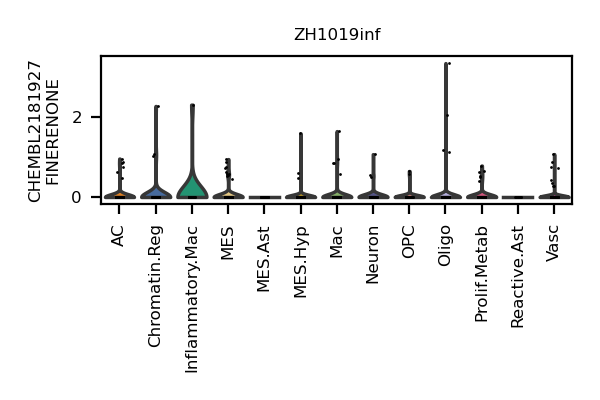 ZH1019inf
CHEMBL2181927
FINERENONE
2
0
AC
Chromatin.Reg
Inflammatory.Mac
MES
MES.Ast
MES.Hyp
Mac
Neuron
OPC
Oligo
Prolif.Metab
Reactive.Ast
Vasc